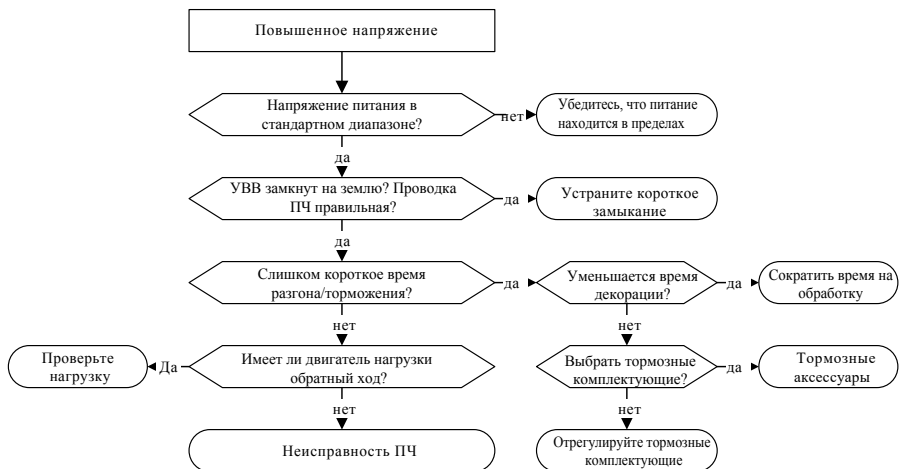 Повышенное напряжение
Напряжение питания в
стандартном диапазоне?
нет
Убедитесь, что питание
находится в пределах
да
УВВ замкнут на землю? Проводка
ПЧ правильная?
да
Устраните короткое
замыкание
да
Слишком короткое время
разгона/торможения?
да
Уменьшается время
декорации?
да
Сократить время на
обработку
нет
нет
Проверьте
нагрузку
Да
Имеет ли двигатель нагрузки
обратный ход?
Выбрать тормозные
комплектующие?
да
Тормозные
аксессуары
нет
нет
Неисправность ПЧ
Отрегулируйте тормозные
комплектующие